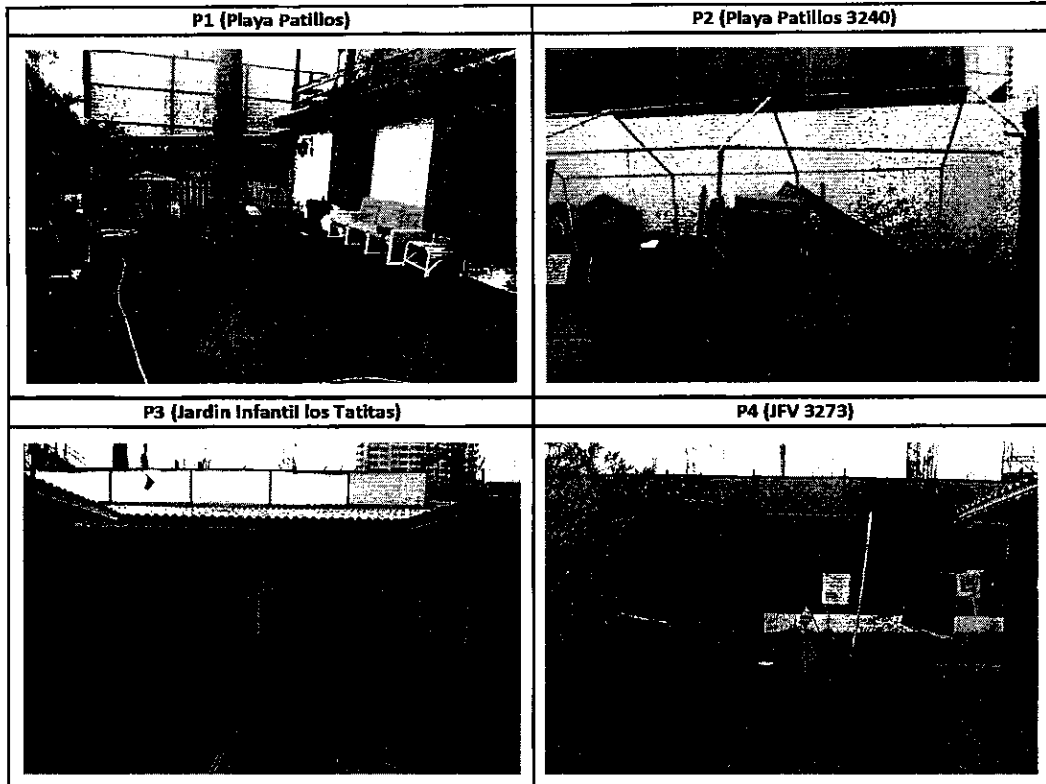 P1 (Playa Patillos)
P2 (Playa Patillos 3240)
P3 (Jardin Infantil los Tatitas)
P4 (JFV 3273)